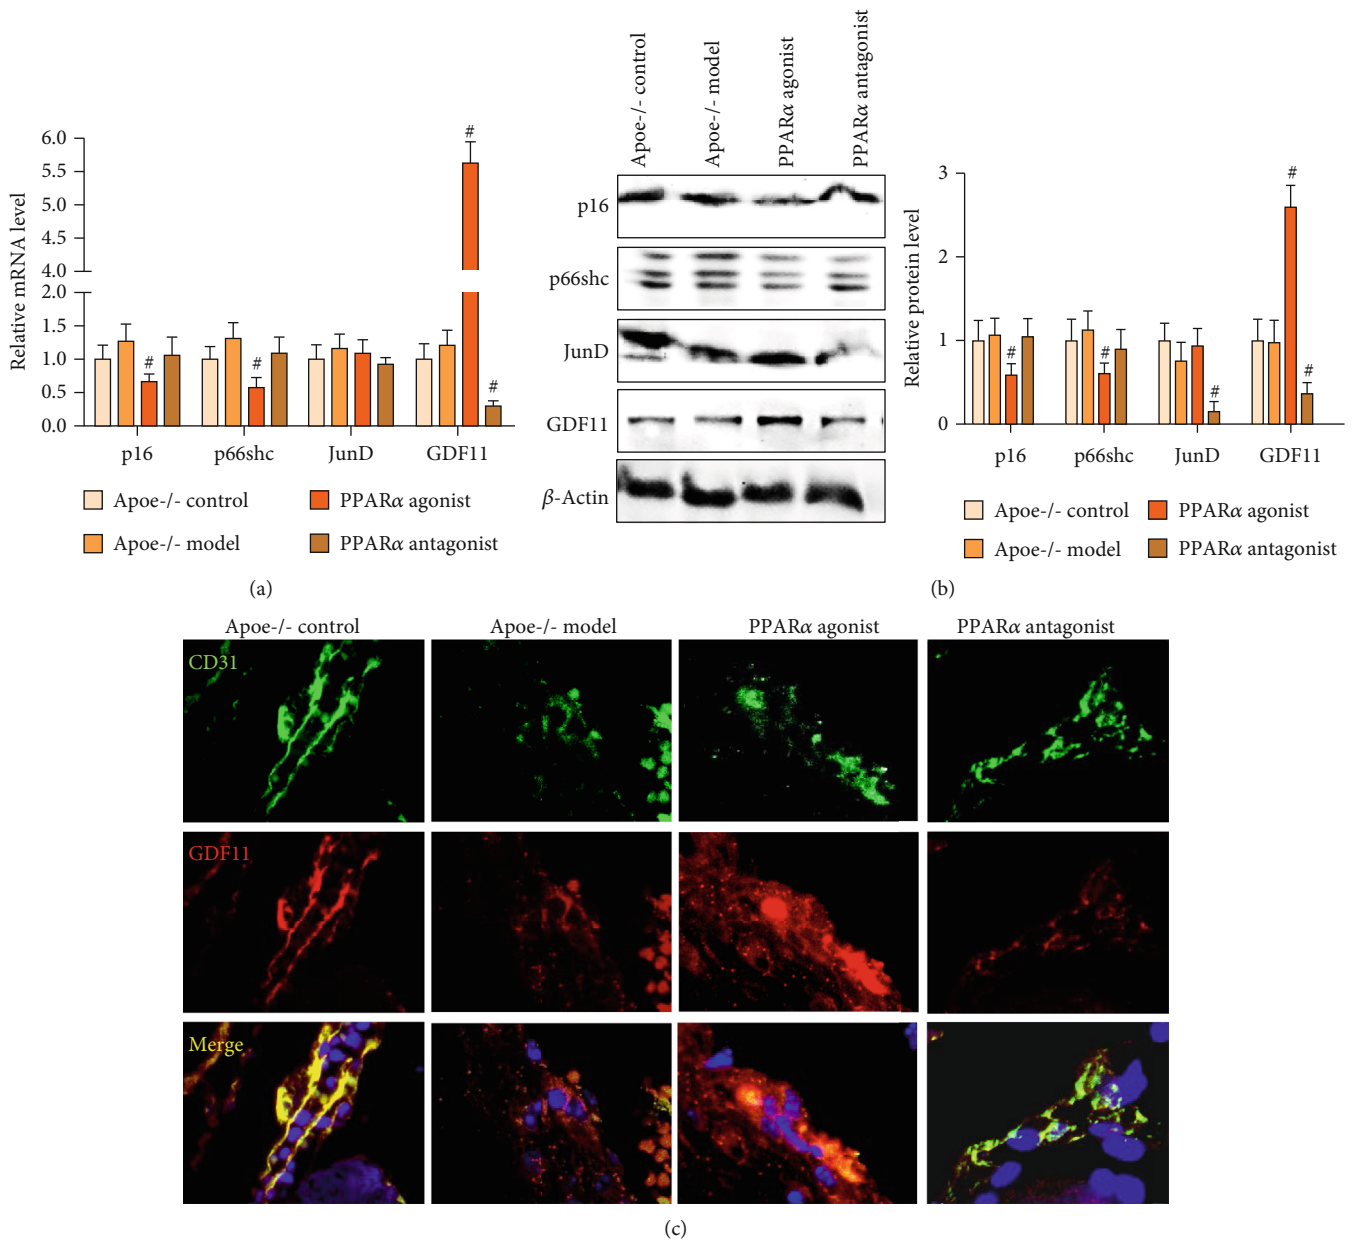 Relative mRNA level
6.0
5.5
5.0
4.5
4.0
2.0
1.5
1.0
0.5
0.0
#
#
#
#
p16 p66shc JunD GDF11
Apoe-/- control PPARα agonist
Apoe-/- model PPARα antagonist
(a)
Apoe-/- control
Apoe-/- model
PPARα agonist
PPARα antagonist
p16
p66shc
JunD
GDF11
β-Actin
Relative protein level
3
2
1
0
#
#
#
#
#
p16 p66shc JunD GDF11
Apoe-/- control PPARα agonist
Apoe-/- model PPARα antagonist
(b)
Apoe-/- control Apoe-/- model PPARα agonist PPARα antagonist
CD31
GDF11
Merge
(c)